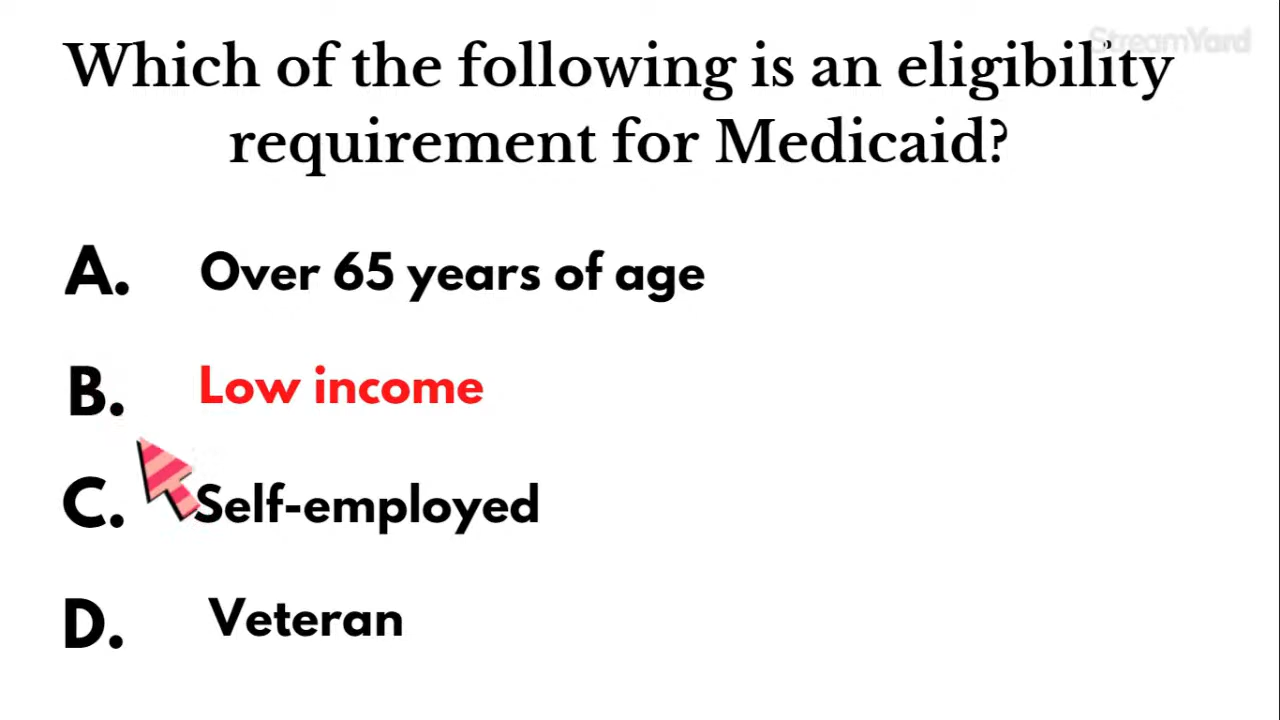 StreamYard
Which of the following is an eligibility
requirement for Medicaid?
A. Over 65 years of age
B. Low income
C. Self-employed
D. Veteran